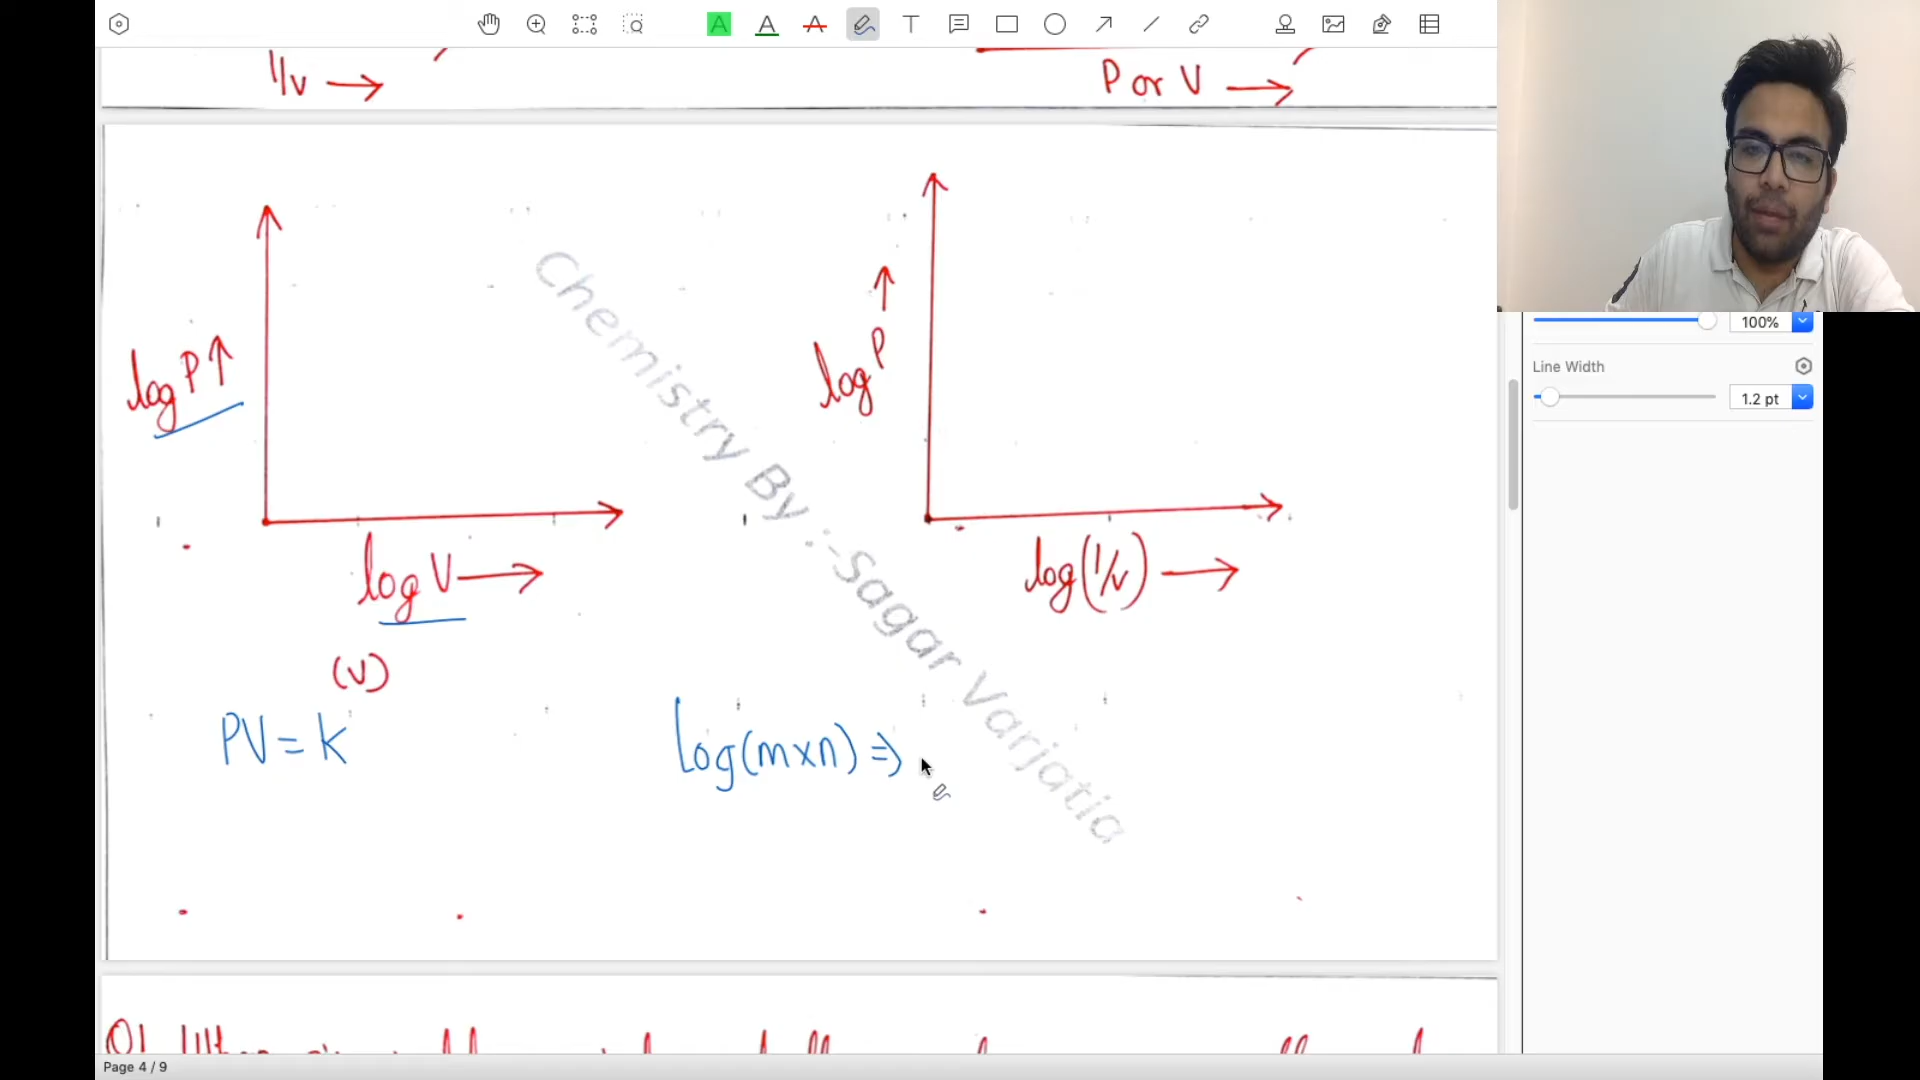 1/v →
P or V →
log P ↑
log P ↑
log V →
log(1/v) →
(V)
PV = k
log(m×n) ⇒
Chemistry By :- Sagar Varjatia
100%
Line Width
1.2 pt
Page 4 / 9